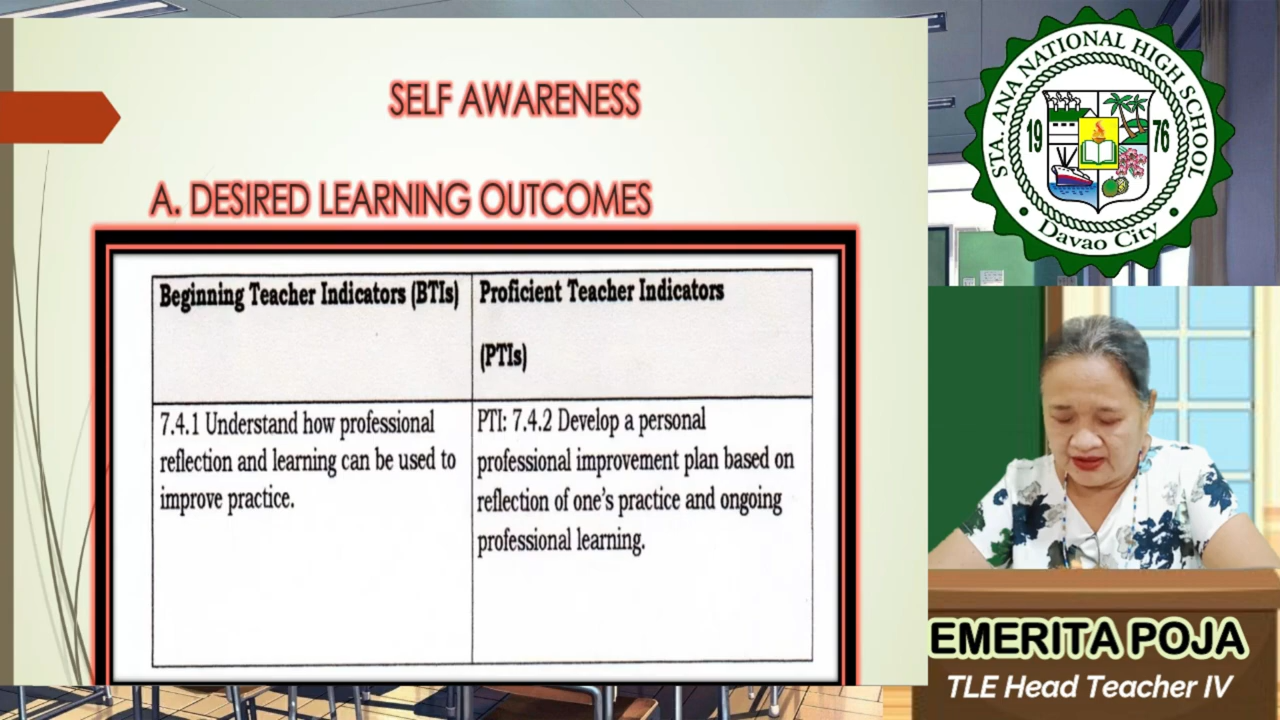 SELF AWARENESS
A. DESIRED LEARNING OUTCOMES
Beginning Teacher Indicators (BTIs)
Proficient Teacher Indicators
(PTIs)
7.4.1 Understand how professional
reflection and learning can be used to
improve practice.
PTI: 7.4.2 Develop a personal
professional improvement plan based on
reflection of one's practice and ongoing
professional learning.
STA. ANA NATIONAL HIGH SCHOOL
19 76
Davao City
EMERITA POJA
TLE Head Teacher IV